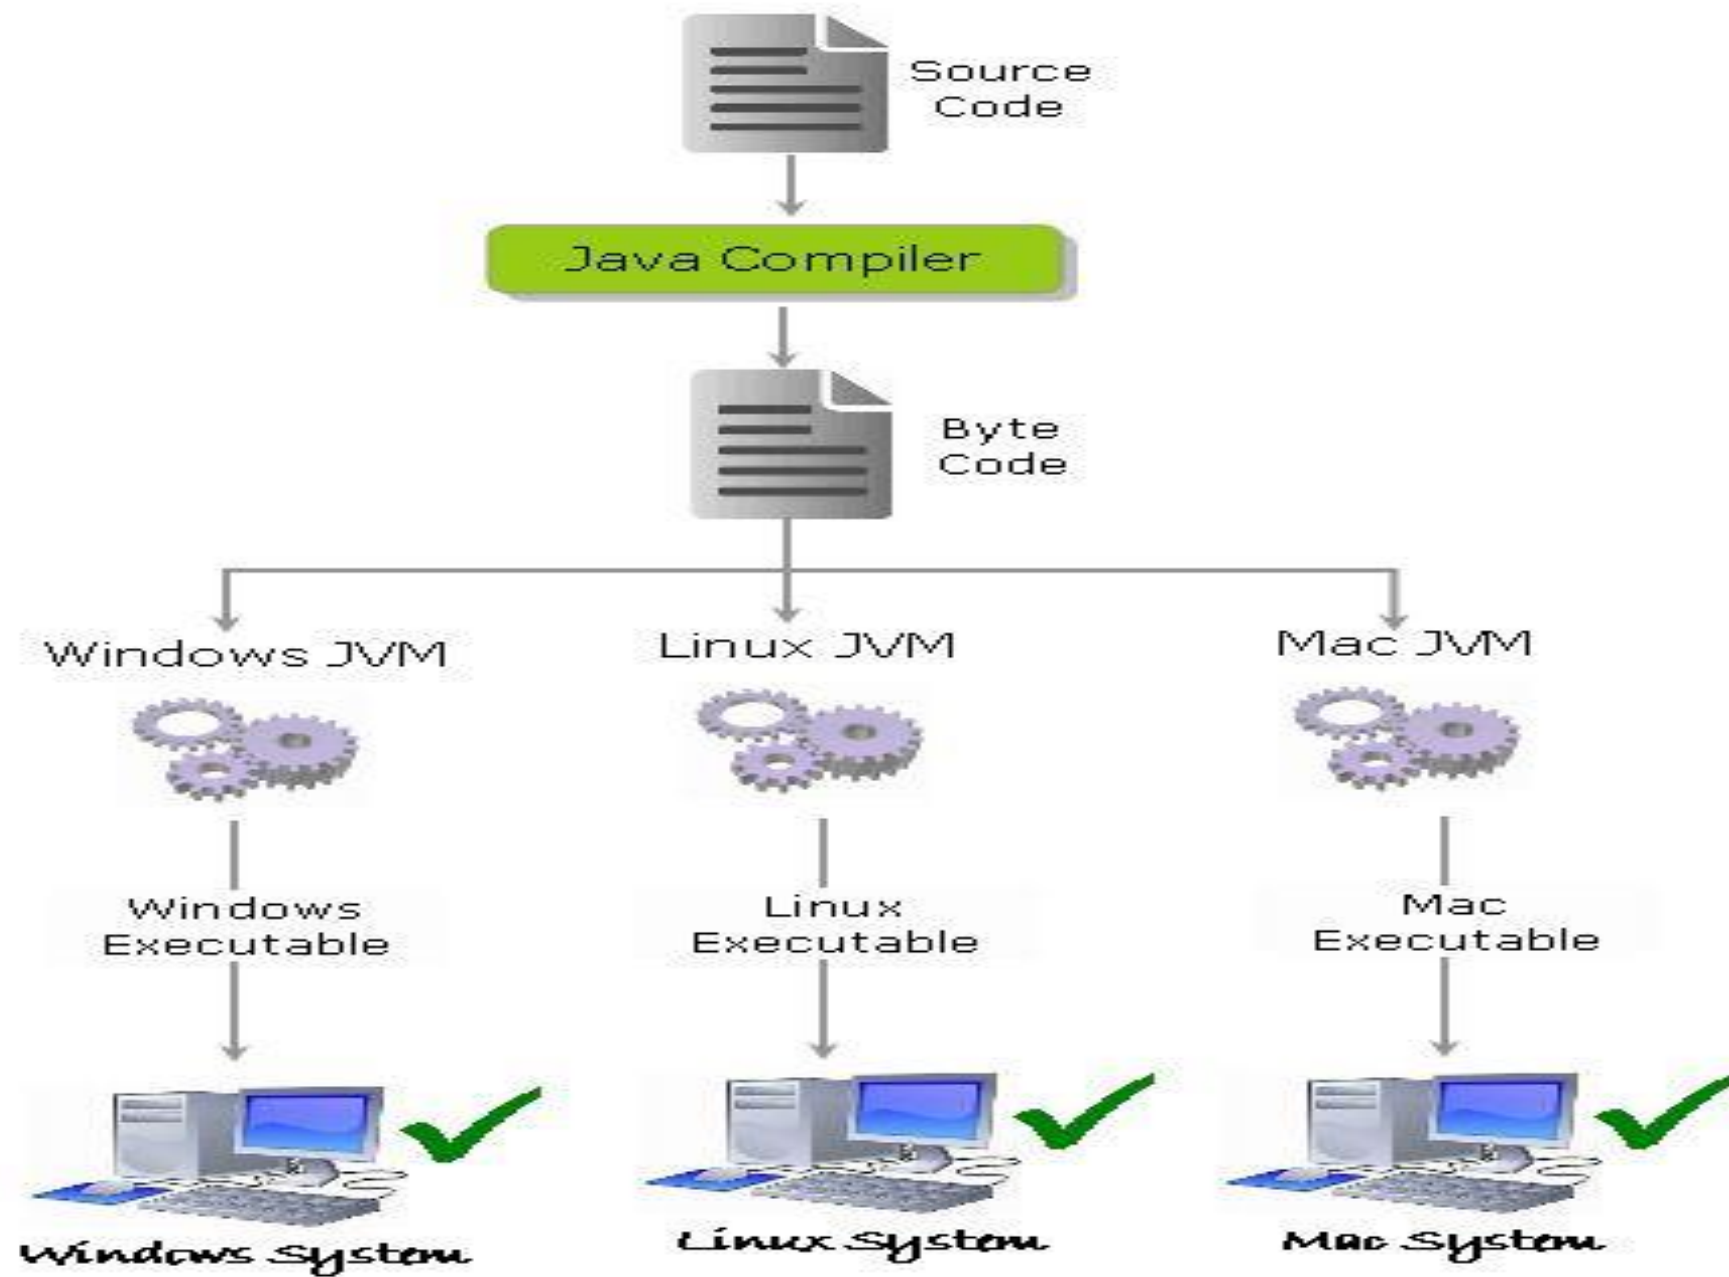 Source
Code
Java Compiler
Byte
Code
Windows JVM
Linux JVM
Mac JVM
Windows
Executable
Linux
Executable
Mac
Executable
Windows System
Linux System
Mac System